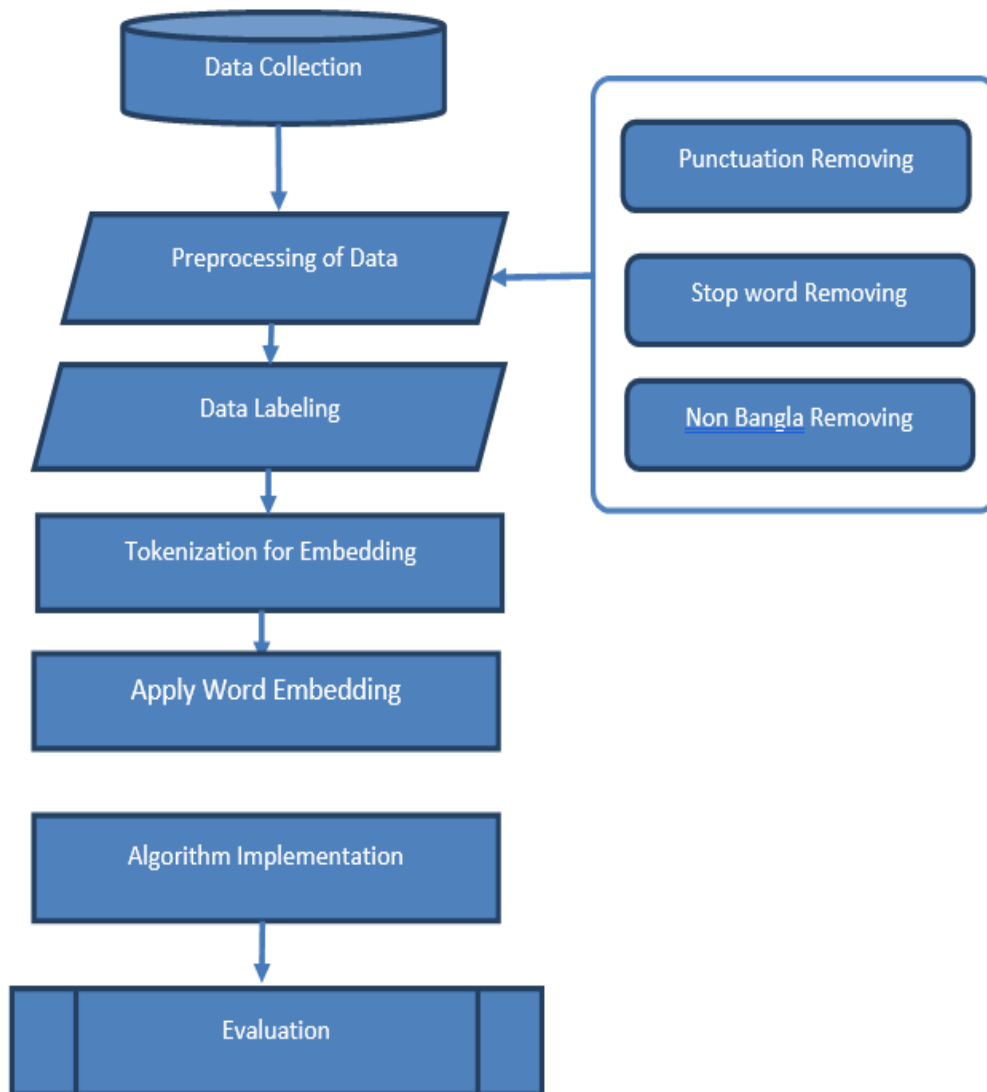 Data Collection
Punctuation Removing
Preprocessing of Data
Stop word Removing
Data Labeling
Non Bangla Removing
Tokenization for Embedding
Apply Word Embedding
Algorithm Implementation
Evaluation